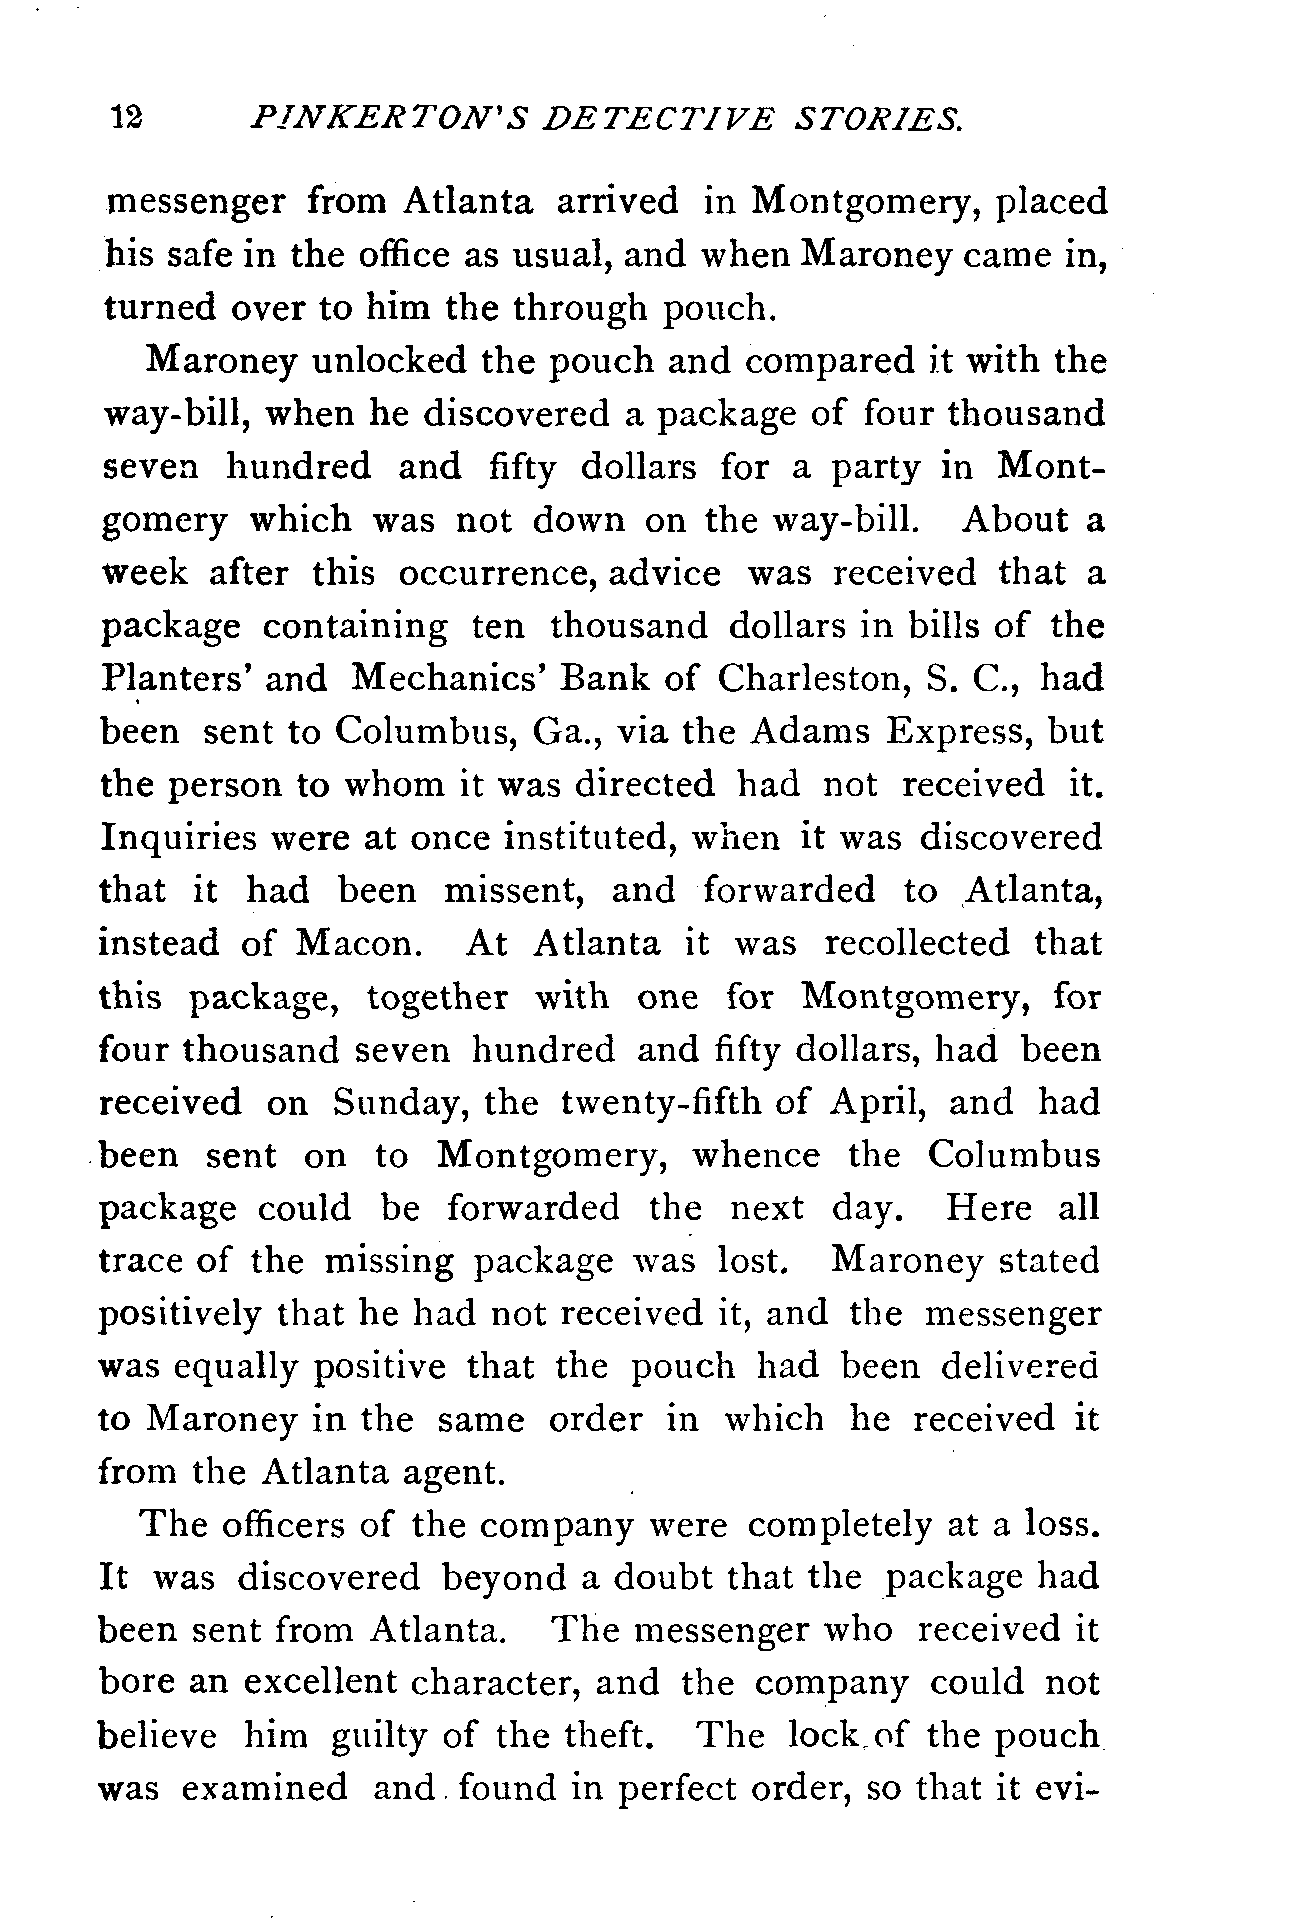 12 PINKERTON'S DETECTIVE STORIES.
messenger from Atlanta arrived in Montgomery, placed
his safe in the office as usual, and when Maroney came in,
turned over to him the through pouch.
Maroney unlocked the pouch and compared it with the
way-bill, when he discovered a package of four thousand
seven hundred and fifty dollars for a party in Mont-
gomery which was not down on the way-bill. About a
week after this occurrence, advice was received that a
package containing ten thousand dollars in bills of the
Planters' and Mechanics' Bank of Charleston, S. C., had
been sent to Columbus, Ga., via the Adams Express, but
the person to whom it was directed had not received it.
Inquiries were at once instituted, when it was discovered
that it had been missent, and forwarded to Atlanta,
instead of Macon. At Atlanta it was recollected that
this package, together with one for Montgomery, for
four thousand seven hundred and fifty dollars, had been
received on Sunday, the twenty-fifth of April, and had
been sent on to Montgomery, whence the Columbus
package could be forwarded the next day. Here all
trace of the missing package was lost. Maroney stated
positively that he had not received it, and the messenger
was equally positive that the pouch had been delivered
to Maroney in the same order in which he received it
from the Atlanta agent.
The officers of the company were completely at a loss.
It was discovered beyond a doubt that the package had
been sent from Atlanta. The messenger who received it
bore an excellent character, and the company could not
believe him guilty of the theft. The lock of the pouch
was examined and found in perfect order, so that it evi-